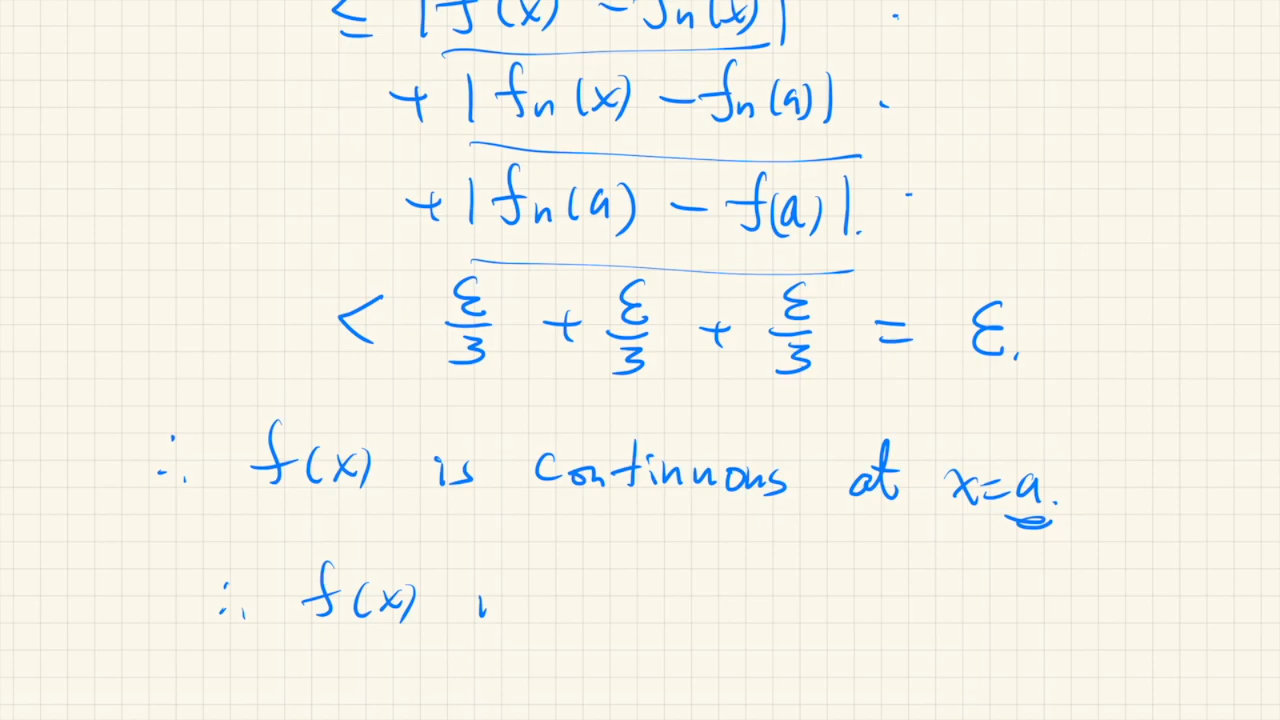 ≤ |f(x) - fn(x)| .
+ |fn(x) - fn(a)| .
+ |fn(a) - f(a)|. .
< ε/3 + ε/3 + ε/3 = ε.
∴ f(x) is continuous at x=a.
∴ f(x) ı